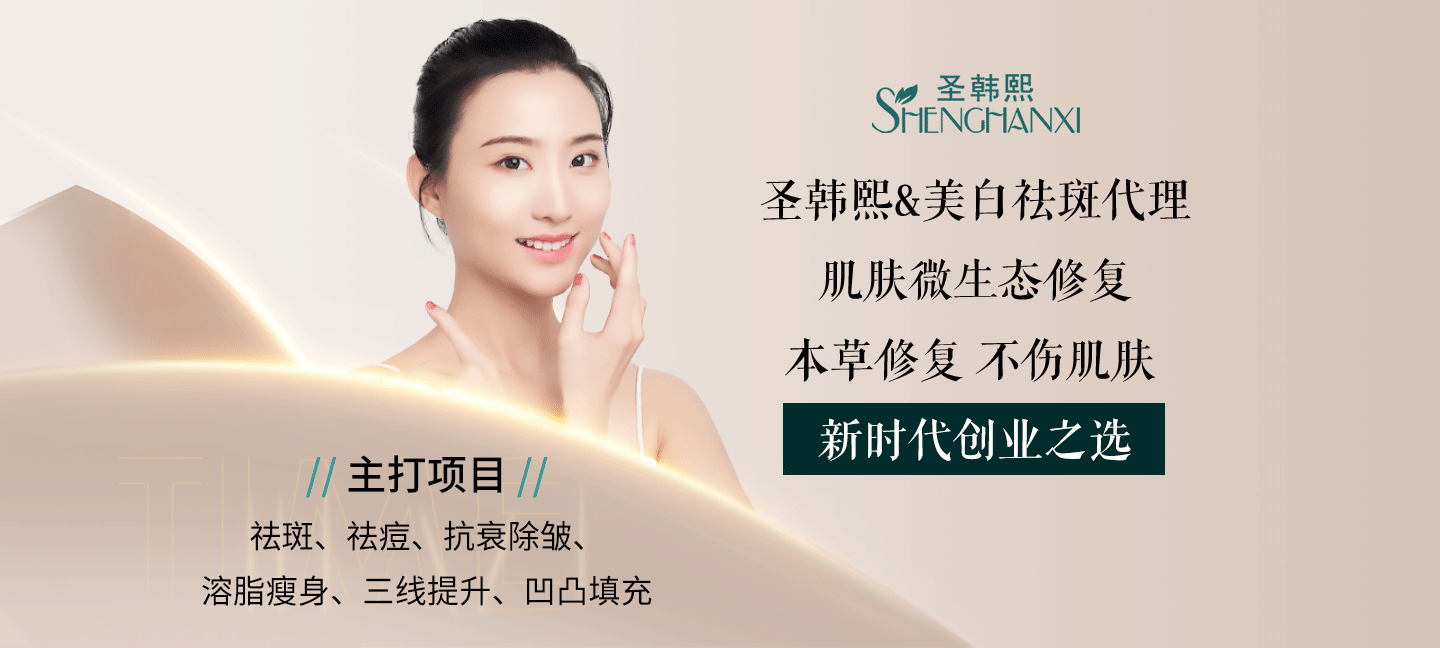 圣韩熙
SHENGHANXI
圣韩熙&美白祛斑代理
肌肤微生态修复
本草修复 不伤肌肤
新时代创业之选
// 主打项目 //
祛斑、祛痘、抗衰除皱、
溶脂瘦身、三线提升、凹凸填充